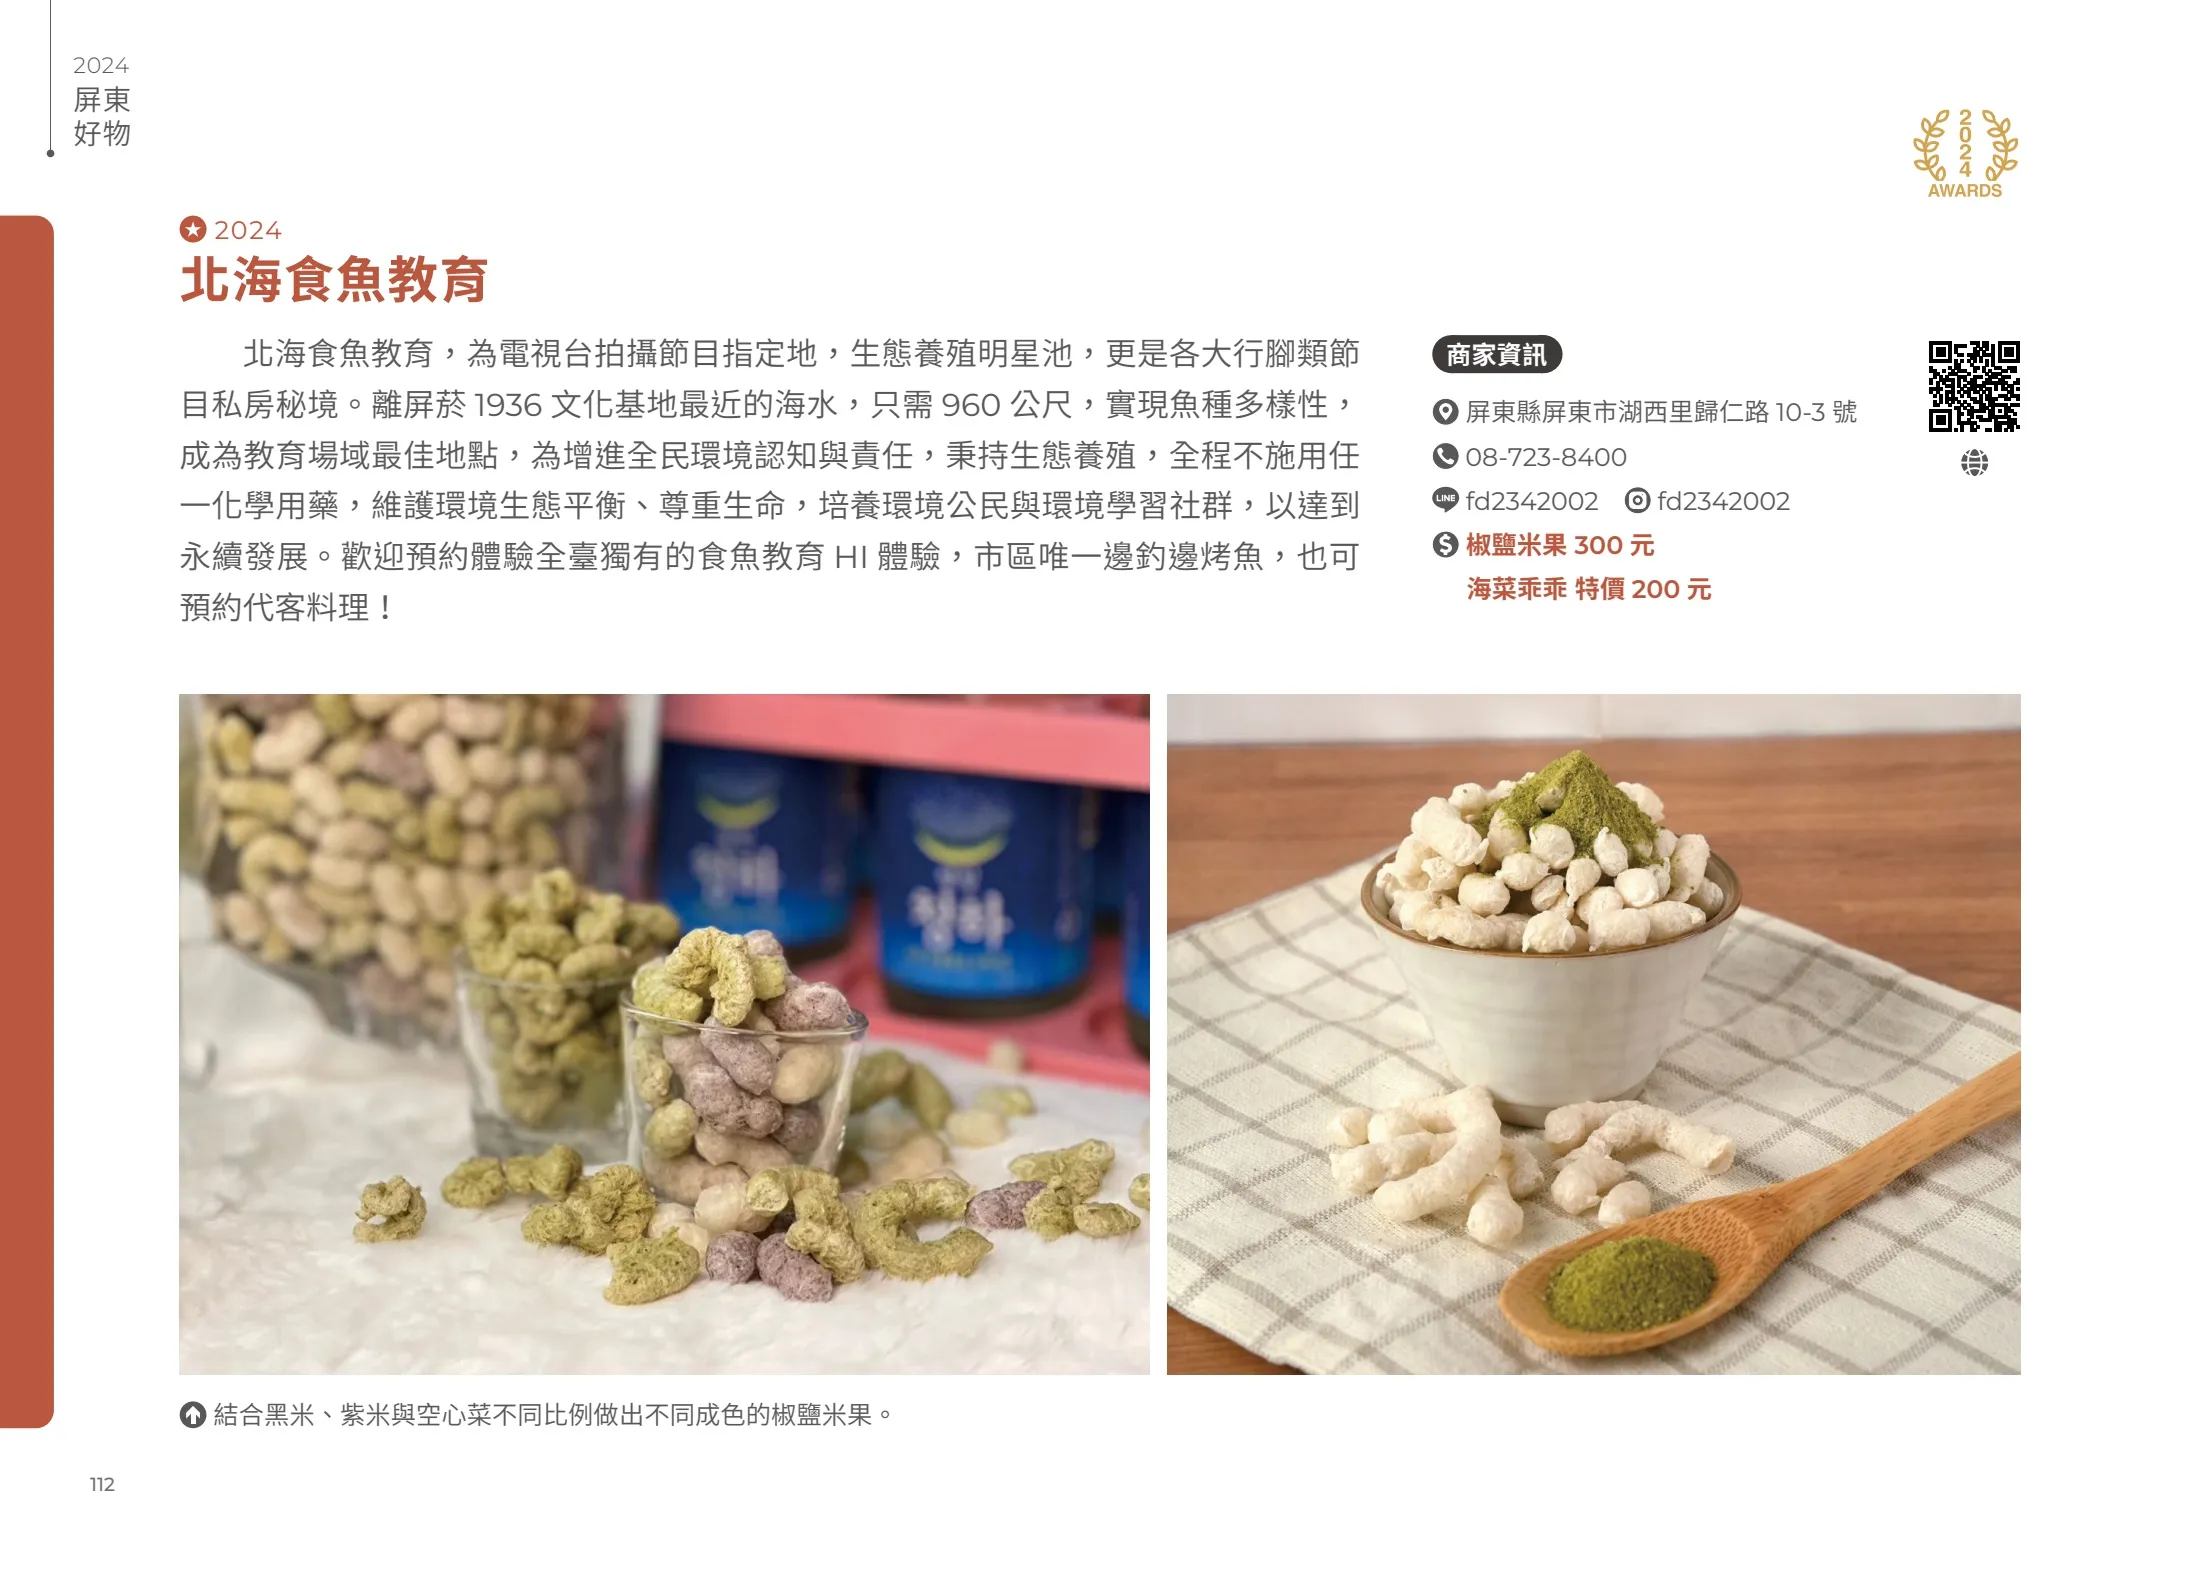 2024
屏東
好物
2024
AWARDS
2024
北海食魚教育
北海食魚教育，為電視台拍攝節目指定地，生態養殖明星池，更是各大行腳類節
目私房秘境。離屏菸 1936 文化基地最近的海水，只需 960 公尺，實現魚種多樣性，
成為教育場域最佳地點，為增進全民環境認知與責任，秉持生態養殖，全程不施用任
一化學用藥，維護環境生態平衡、尊重生命，培養環境公民與環境學習社群，以達到
永續發展。歡迎預約體驗全臺獨有的食魚教育 HI 體驗，市區唯一邊釣邊烤魚，也可
預約代客料理！
商家資訊
屏東縣屏東市湖西里歸仁路 10-3 號
08-723-8400
LINE fd2342002 fd2342002
椒鹽米果 300 元
海菜乖乖 特價 200 元
청하
청하
結合黑米、紫米與空心菜不同比例做出不同成色的椒鹽米果。
112